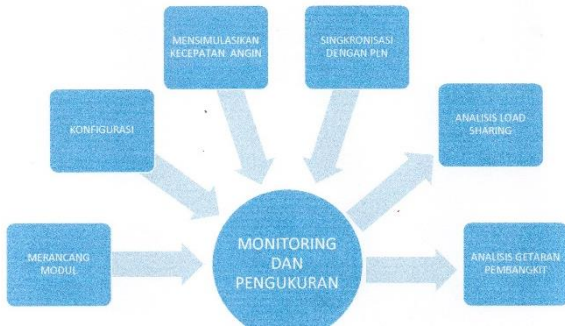 MENSIMULASIKAN
KECEPATAN ANGIN
SINGKRONISASI
DENGAN PLN
KONFIGURASI
ANALISIS LOAD
SHARING
MERANCANG
MODUL
MONITORING
DAN
PENGUKURAN
ANALISIS GETARAN
PEMBANGKIT